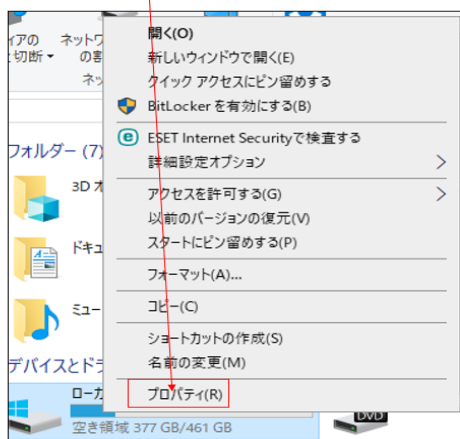 開く(O)
新しいウィンドウで開く(E)
クイック アクセスにピン留めする
BitLocker を有効にする(B)
ESET Internet Securityで検査する
詳細設定オプション
アクセスを許可する(G)
以前のバージョンの復元(V)
スタートにピン留めする(P)
フォーマット(A)...
コピー(C)
ショートカットの作成(S)
名前の変更(M)
プロパティ(R)
ィアの ネットワ
切断 の割
ネッ
フォルダー (7)
3D オ
ドキュ
ミュー
デバイスとドラ
ローカ
空き領域 377 GB/461 GB
DVD